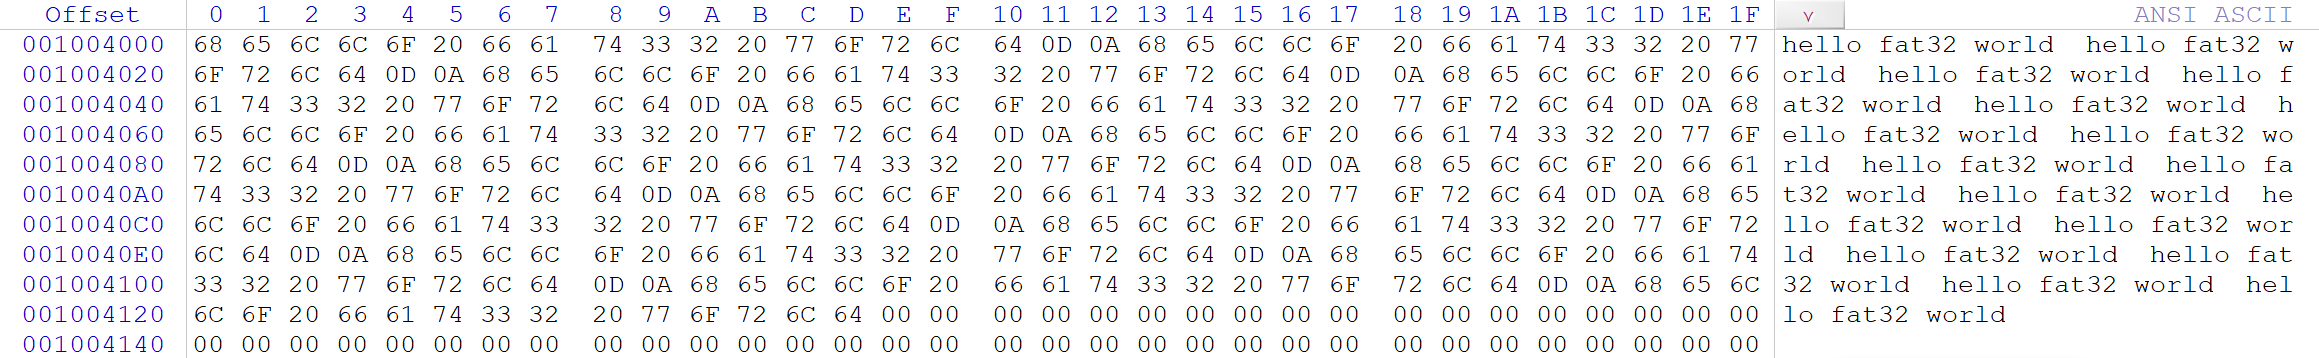 Offset 0 1 2 3 4 5 6 7 8 9 A B C D E F 10 11 12 13 14 15 16 17 18 19 1A 1B 1C 1D 1E 1F ANSI ASCII
001004000 68 65 6C 6C 6F 20 66 61 74 33 32 20 77 6F 72 6C 64 0D 0A 68 65 6C 6C 6F 20 66 61 74 33 32 20 77 hello fat32 world  hello fat32 w
001004020 6F 72 6C 64 0D 0A 68 65 6C 6C 6F 20 66 61 74 33 32 20 77 6F 72 6C 64 0D 0A 68 65 6C 6C 6F 20 66 orld  hello fat32 world  hello f
001004040 61 74 33 32 20 77 6F 72 6C 64 0D 0A 68 65 6C 6C 6F 20 66 61 74 33 32 20 77 6F 72 6C 64 0D 0A 68 at32 world  hello fat32 world  h
001004060 65 6C 6C 6F 20 66 61 74 33 32 20 77 6F 72 6C 64 0D 0A 68 65 6C 6C 6F 20 66 61 74 33 32 20 77 6F ello fat32 world  hello fat32 wo
001004080 72 6C 64 0D 0A 68 65 6C 6C 6F 20 66 61 74 33 32 20 77 6F 72 6C 64 0D 0A 68 65 6C 6C 6F 20 66 61 rld  hello fat32 world  hello fa
0010040A0 74 33 32 20 77 6F 72 6C 64 0D 0A 68 65 6C 6C 6F 20 66 61 74 33 32 20 77 6F 72 6C 64 0D 0A 68 65 t32 world  hello fat32 world  he
0010040C0 6C 6C 6F 20 66 61 74 33 32 20 77 6F 72 6C 64 0D 0A 68 65 6C 6C 6F 20 66 61 74 33 32 20 77 6F 72 llo fat32 world  hello fat32 wor
0010040E0 6C 64 0D 0A 68 65 6C 6C 6F 20 66 61 74 33 32 20 77 6F 72 6C 64 0D 0A 68 65 6C 6C 6F 20 66 61 74 ld  hello fat32 world  hello fat
001004100 33 32 20 77 6F 72 6C 64 0D 0A 68 65 6C 6C 6F 20 66 61 74 33 32 20 77 6F 72 6C 64 0D 0A 68 65 6C 32 world  hello fat32 world  hel
001004120 6C 6F 20 66 61 74 33 32 20 77 6F 72 6C 64 00 00 00 00 00 00 00 00 00 00 00 00 00 00 00 00 00 00 lo fat32 world
001004140 00 00 00 00 00 00 00 00 00 00 00 00 00 00 00 00 00 00 00 00 00 00 00 00 00 00 00 00 00 00 00 00